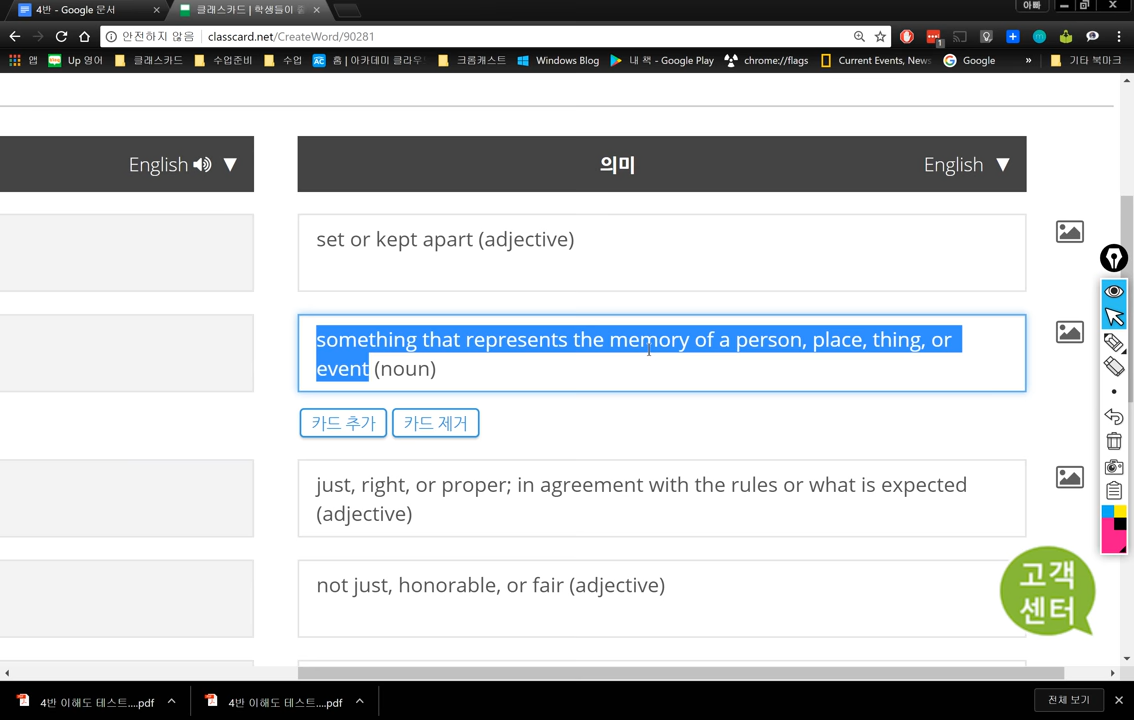 4반 - Google 문서
클래스카드 | 학생들이 좋
아빠
안전하지 않음
classcard.net/CreateWord/90281
1
앱
Up 영어
클래스카드
수업준비
수업
홈 | 아카데미 클라우
크롬캐스트
Windows Blog
내 책 - Google Play
chrome://flags
Current Events, News
Google
»
기타 북마크
English
의미
English
set or kept apart (adjective)
something that represents the memory of a person, place, thing, or
event (noun)
카드 추가
카드 제거
just, right, or proper; in agreement with the rules or what is expected
(adjective)
not just, honorable, or fair (adjective)
고객
센터
4반 이해도 테스트....pdf
4반 이해도 테스트....pdf
전체 보기